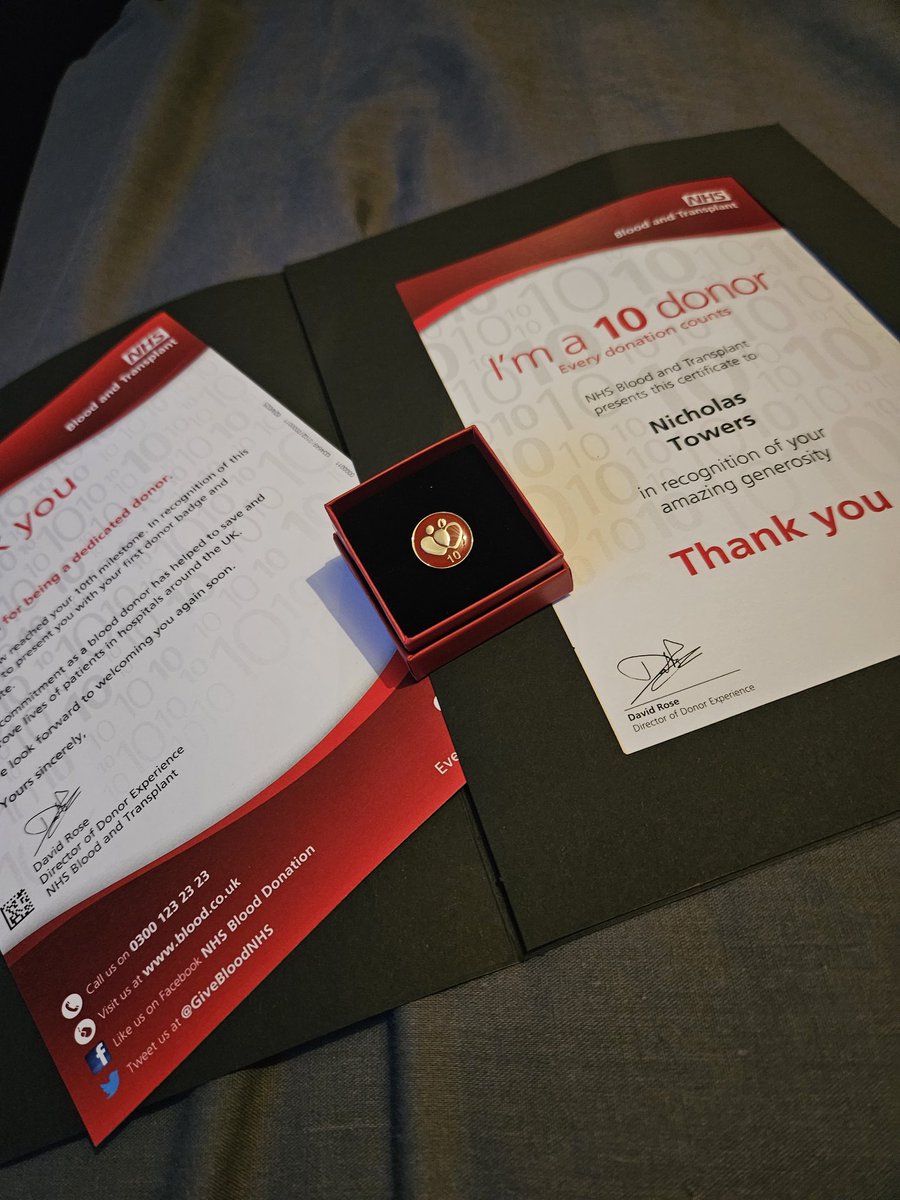 NHS
Blood and Transplant
k you
for being a dedicated donor.
reached your 10th milestone in recognition of this
to present you with your first donor badge and
commitment as a blood donor has helped to save and
lives of patients in hospitals around the UK.
look forward to welcoming you again soon.
Yours sincerely,
David Rose
Director of Donor Experience
NHS Blood and Transplant
Call us on 0300 123 23 23
Visit us at www.blood.co.uk
Like us on Facebook NHS Blood Donation
Tweet us at @GiveBloodNHS
10
NHS
Blood and Transplant
I'm a 10 donor
Every donation counts
NHS Blood and Transplant
presents this certificate to
Nicholas
Towers
in recognition of your
amazing generosity
Thank you
David Rose
Director of Donor Experience